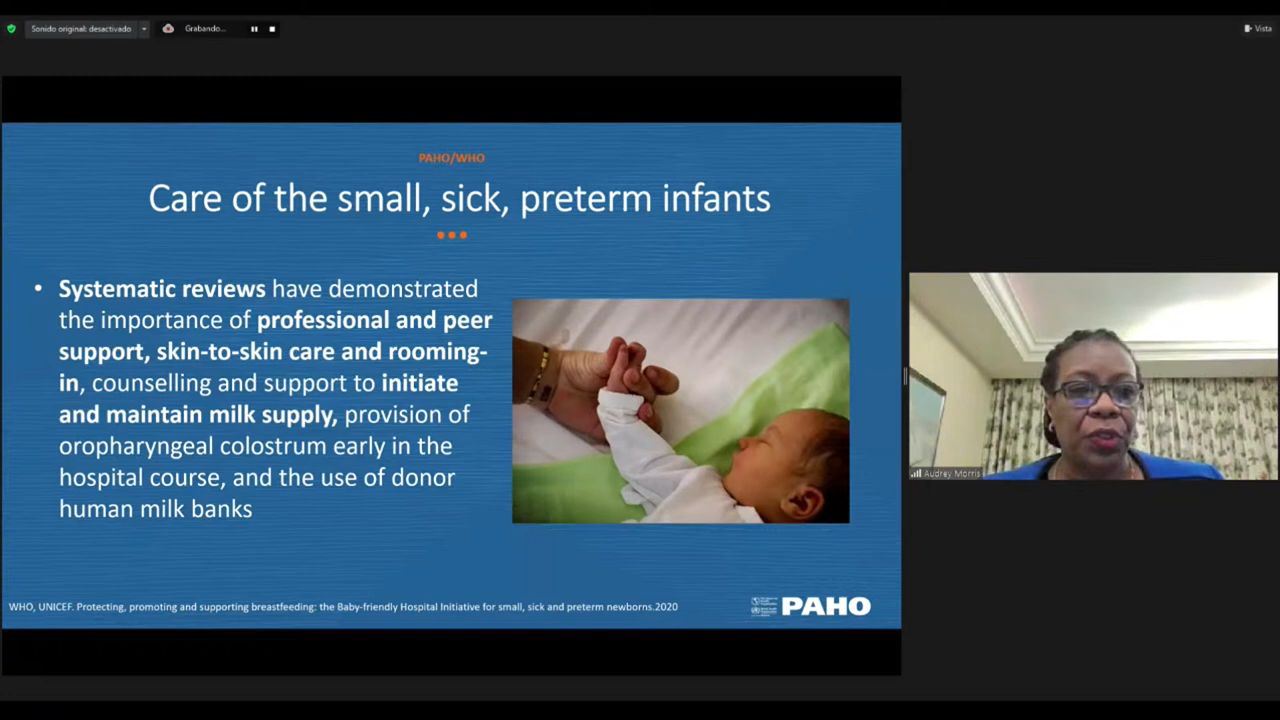 Sonido original: desactivado
Grabando...
Vista
PAHO/WHO
Care of the small, sick, preterm infants
• Systematic reviews have demonstrated
the importance of professional and peer
support, skin-to-skin care and rooming-
in, counselling and support to initiate
and maintain milk supply, provision of
oropharyngeal colostrum early in the
hospital course, and the use of donor
human milk banks
Audrey Morris
WHO, UNICEF. Protecting, promoting and supporting breastfeeding: the Baby-friendly Hospital Initiative for small, sick and preterm newborns.2020
PAHO